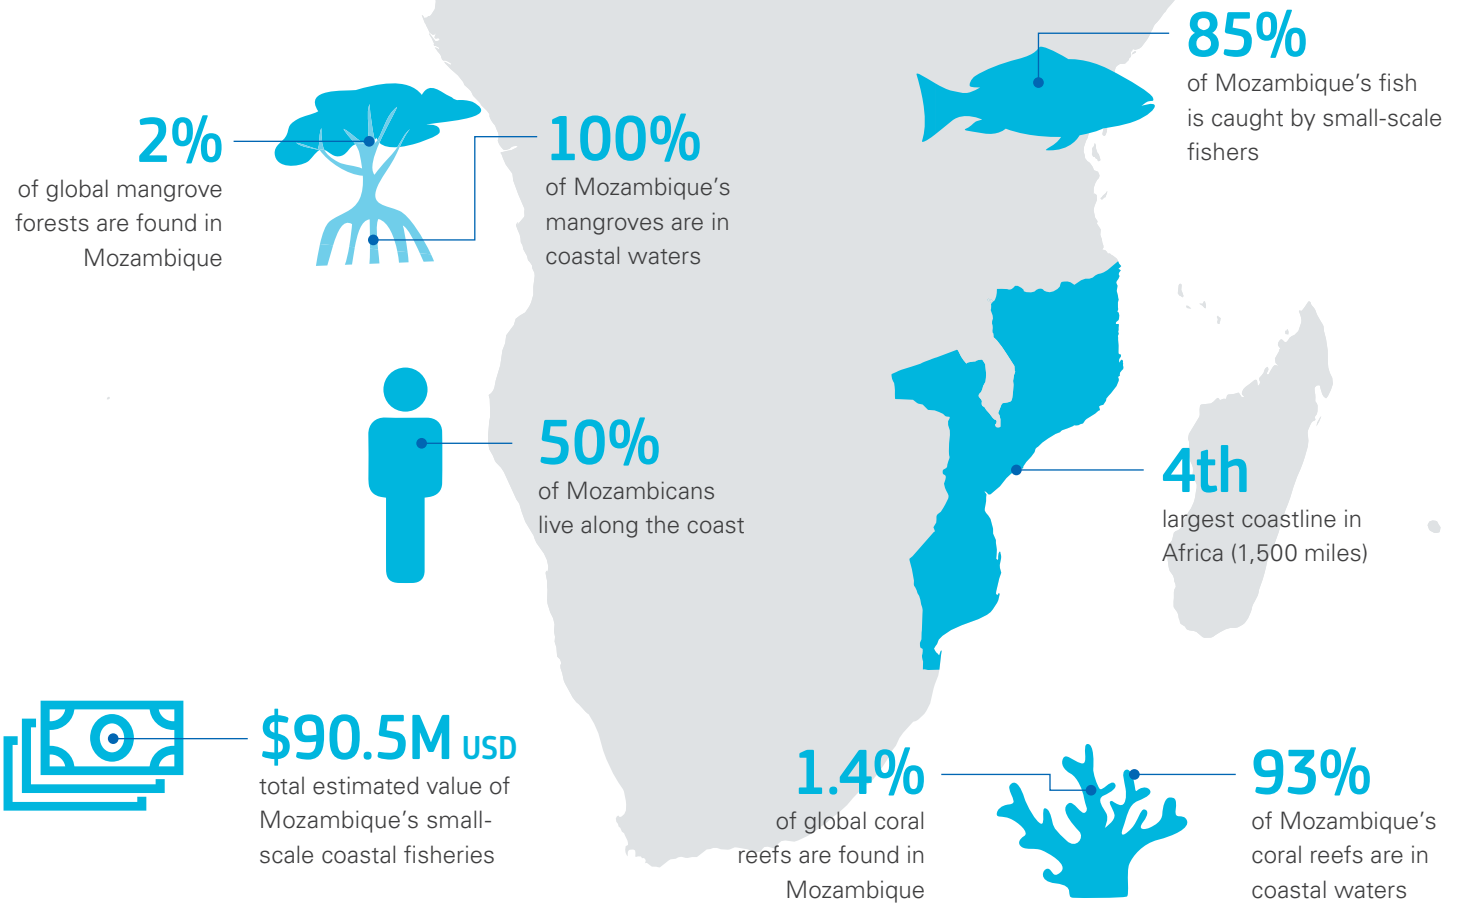 2%
of global mangrove
forests are found in
Mozambique
100%
of Mozambique's
mangroves are in
coastal waters
85%
of Mozambique's fish
is caught by small-scale
fishers
50%
of Mozambicans
live along the coast
4th
largest coastline in
Africa (1,500 miles)
$90.5M USD
total estimated value of
Mozambique's small-
scale coastal fisheries
1.4%
of global coral
reefs are found in
Mozambique
93%
of Mozambique's
coral reefs are in
coastal waters